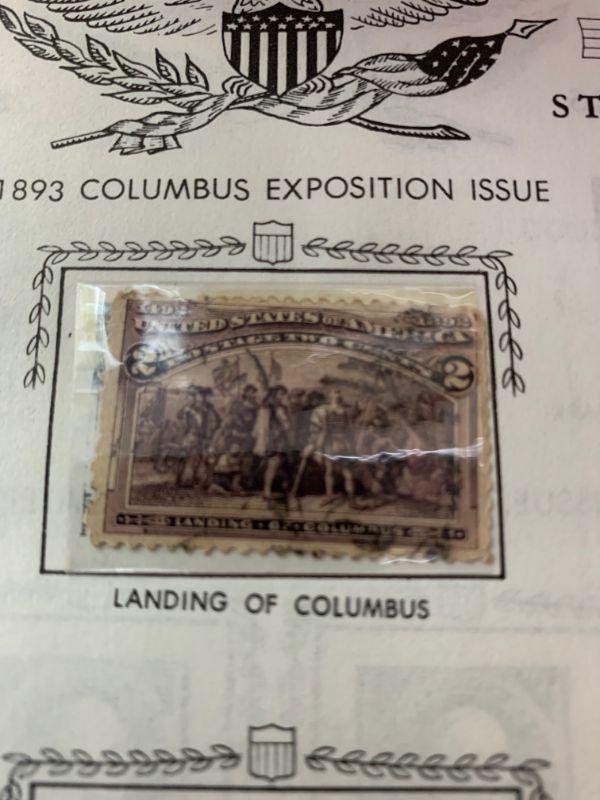 ST
1893 COLUMBUS EXPOSITION ISSUE
UNITED STATES OF AMERICA
POSTAGE TWO CENTS
2 2
LANDING OF COLUMBUS
LANDING OF COLUMBUS